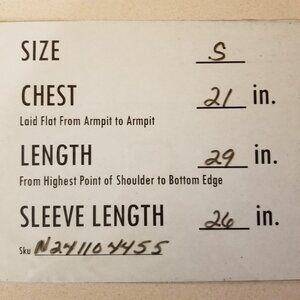 SIZE S
CHEST 21 in.
Laid Flat From Armpit to Armpit
LENGTH 29 in.
From Highest Point of Shoulder to Bottom Edge
SLEEVE LENGTH 26 in.
Sku N241104455